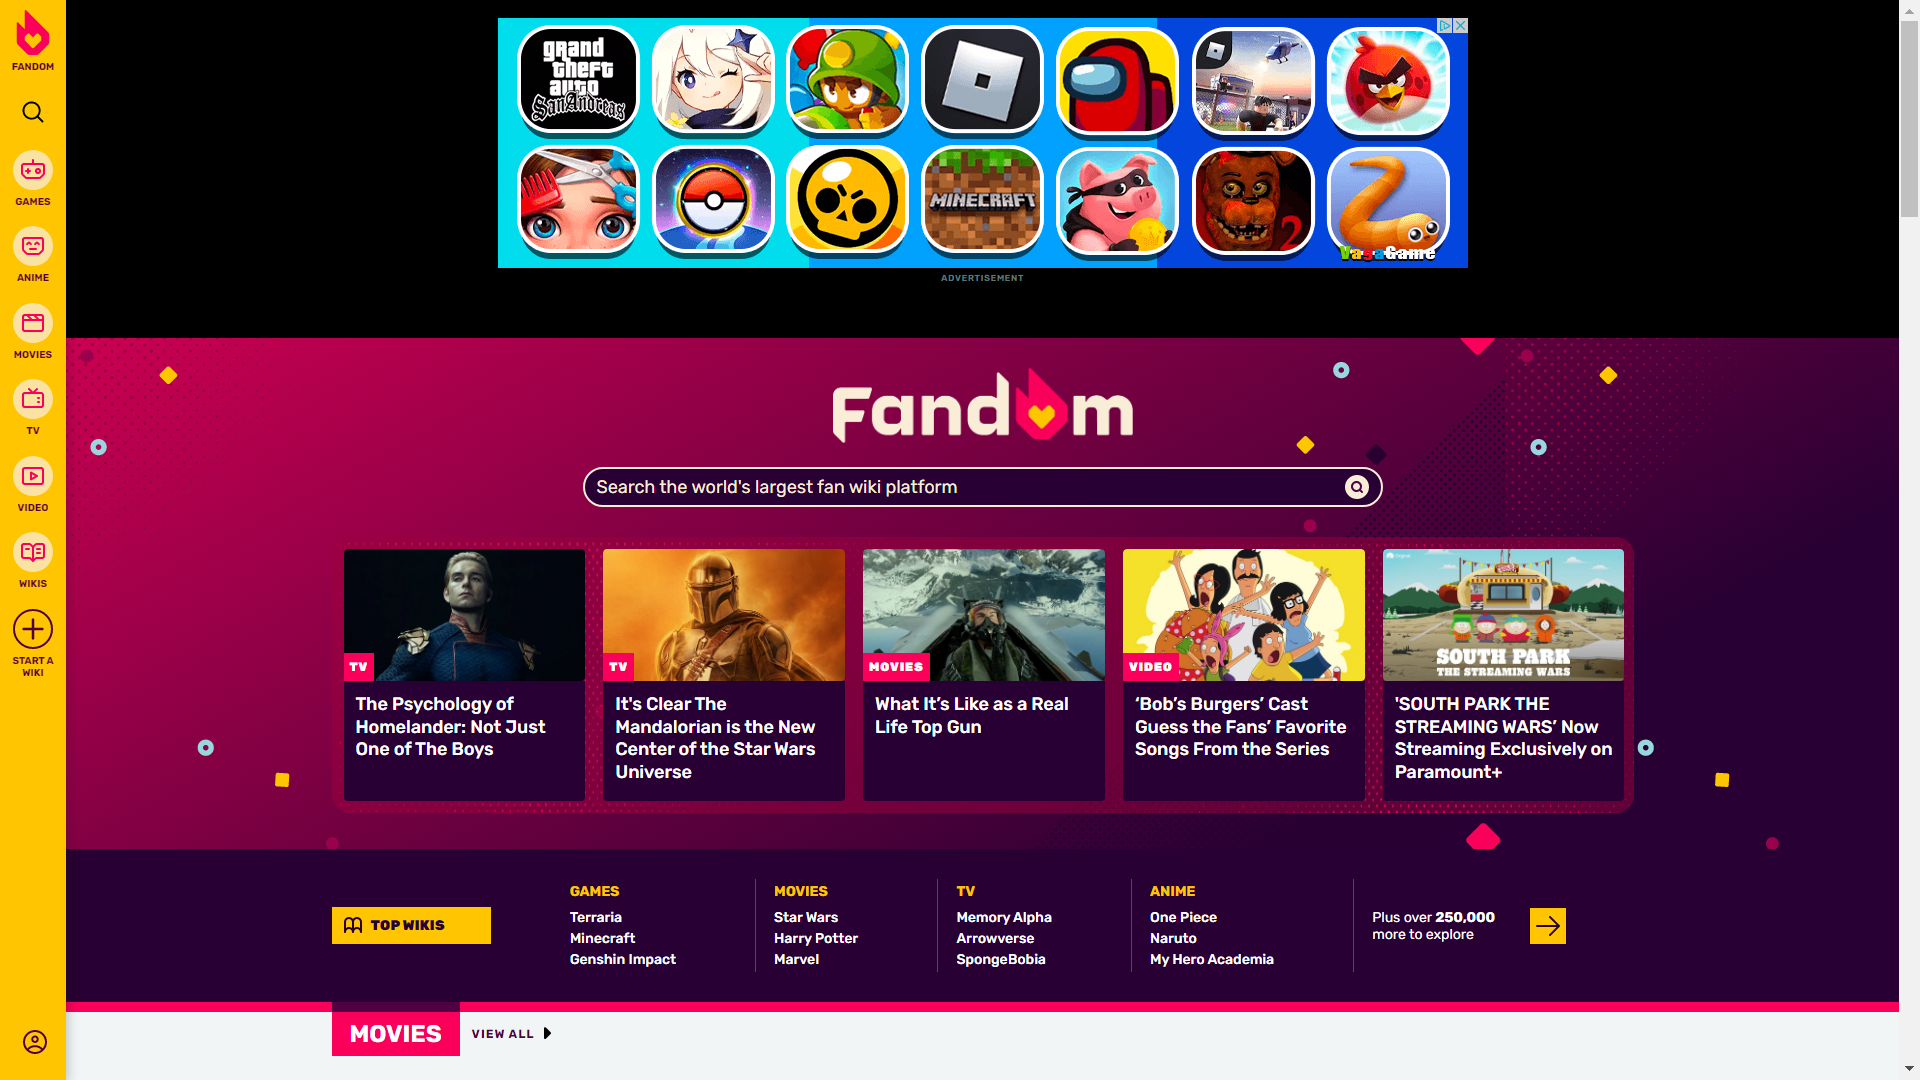 FANDOM
GAMES
ANIME
MOVIES
TV
VIDEO
WIKIS
START A
WIKI
grand
theft
auto
San Andreas
MINECRAFT
2
VagaGame
ADVERTISEMENT
Fandom
Search the world's largest fan wiki platform
TV
The Psychology of
Homelander: Not Just
One of The Boys
TV
It's Clear The
Mandalorian is the New
Center of the Star Wars
Universe
MOVIES
What It’s Like as a Real
Life Top Gun
VIDEO
‘Bob’s Burgers’ Cast
Guess the Fans’ Favorite
Songs From the Series
SOUTH PARK
THE STREAMING WARS
'SOUTH PARK THE
STREAMING WARS’ Now
Streaming Exclusively on
Paramount+
TOP WIKIS
GAMES
Terraria
Minecraft
Genshin Impact
MOVIES
Star Wars
Harry Potter
Marvel
TV
Memory Alpha
Arrowverse
SpongeBobia
ANIME
One Piece
Naruto
My Hero Academia
Plus over 250,000
more to explore
MOVIES
VIEW ALL